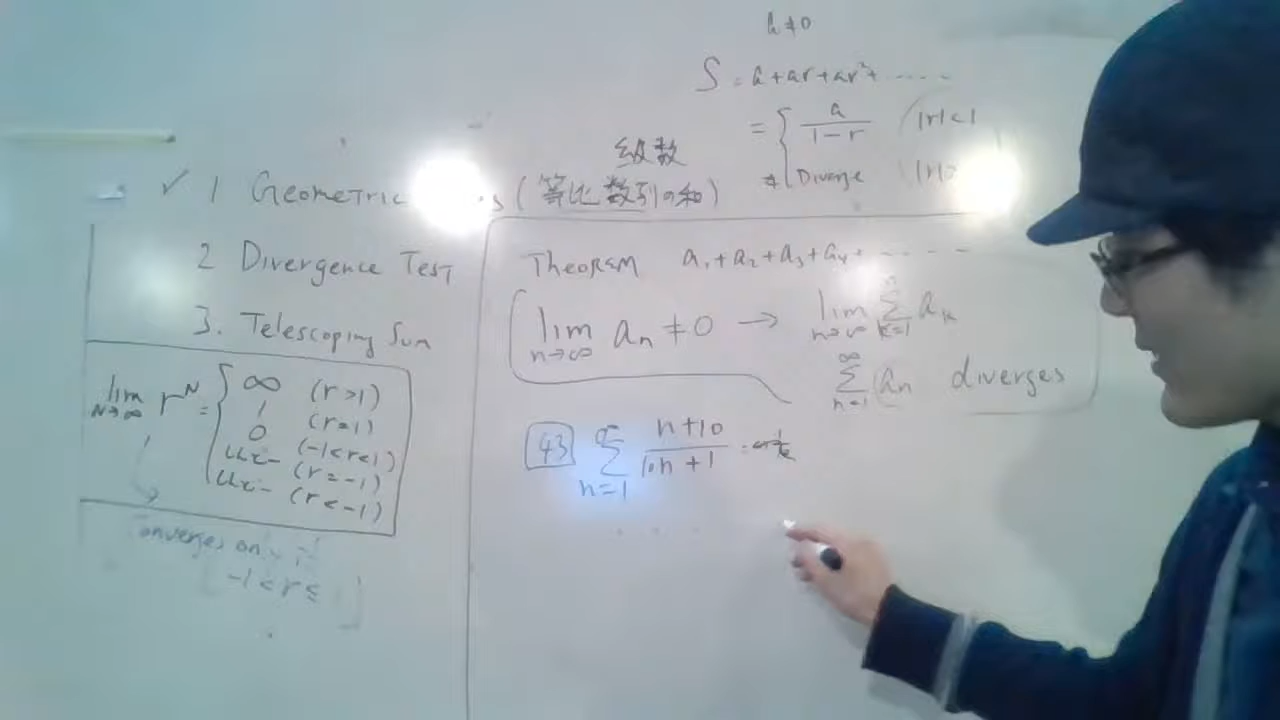 a ≠ 0
S = a + ar + ar² + ·····
= { a/(1-r) (|r|<1
Diverge
級数
✓ 1 Geometric (等比数列の和)
2 Divergence Test
3. Telescoping Sum
lim N→∞ r^N = { ∞ (r>1)
1 (r=1)
0 (-1<r<1)
(r=-1)
(r<-1)
Converges only if
-1<r≤
Theorem a₁+a₂+a₃+a₄+ ·····
lim n→∞ aₙ ≠ 0 → lim n→∞ Σ k=1 n aₖ
Σ n=1 ∞ aₙ diverges
43 Σ n=1 ∞ (n+10)/(10n+1) =